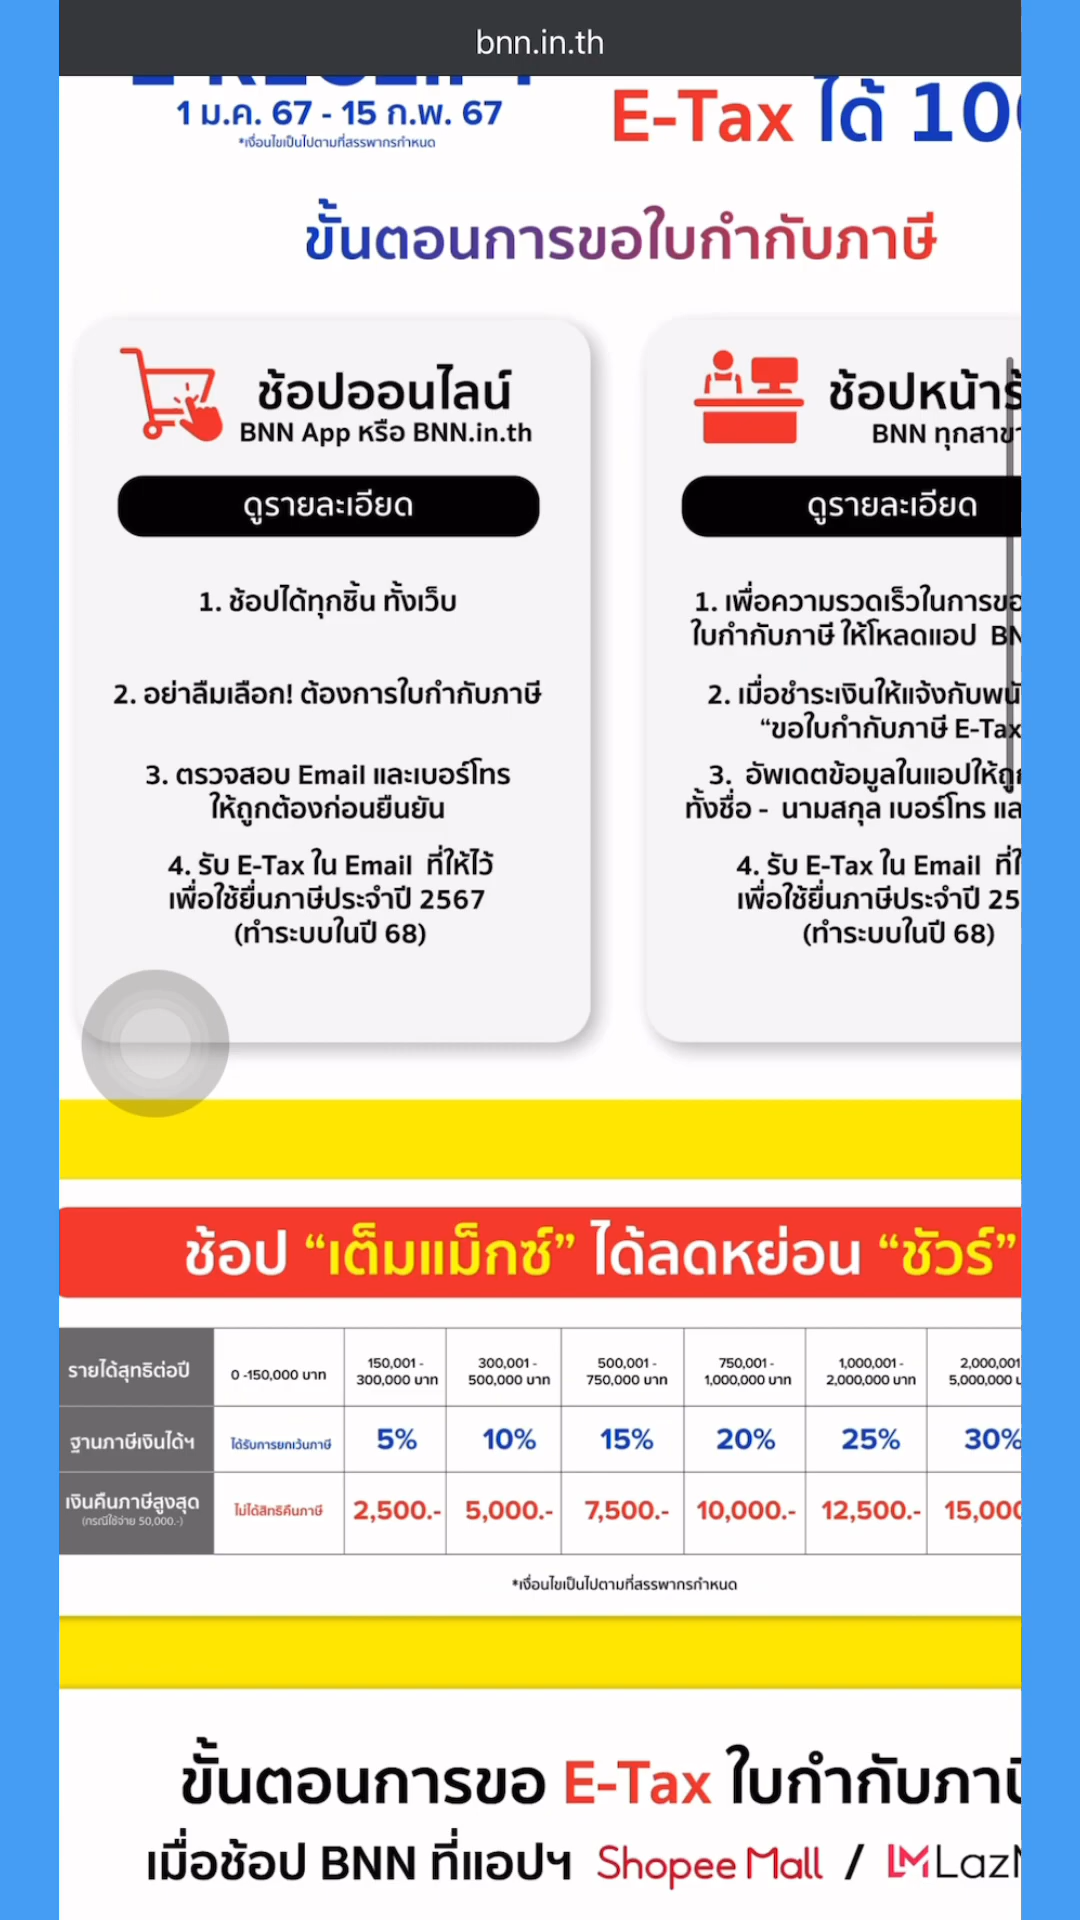 bnn.in.th
1 ม.ค. 67 - 15 ก.พ. 67
*เงื่อนไขเป็นไปตามที่สรรพากรกำหนด
E-Tax ได้ 100
ขั้นตอนการขอใบกำกับภาษี
ช้อปออนไลน์
BNN App หรือ BNN.in.th
ดูรายละเอียด
1. ช้อปได้ทุกชิ้น ทั้งเว็บ
2. อย่าลืมเลือก! ต้องการใบกำกับภาษี
3. ตรวจสอบ Email และเบอร์โทร
ให้ถูกต้องก่อนยืนยัน
4. รับ E-Tax ใน Email ที่ให้ไว้
เพื่อใช้ยื่นภาษีประจำปี 2567
(ทำระบบในปี 68)
ช้อปหน้าร้
BNN ทุกสาขา
ดูรายละเอียด
1. เพื่อความรวดเร็วในการขอ
ใบกำกับภาษี ให้โหลดแอป BN
2. เมื่อชำระเงินให้แจ้งกับพนั
“ขอใบกำกับภาษี E-Tax
3. อัพเดตข้อมูลในแอปให้ถูก
ทั้งชื่อ - นามสกุล เบอร์โทร แล
4. รับ E-Tax ใน Email ที่ใ
เพื่อใช้ยื่นภาษีประจำปี 25
(ทำระบบในปี 68)
ช้อป “เต็มแม็กซ์” ได้ลดหย่อน “ชัวร์”
รายได้สุทธิต่อปี 0 -150,000 บาท 150,001 - 300,000 บาท 300,001 - 500,000 บาท 500,001 - 750,000 บาท 750,001 - 1,000,000 บาท 1,000,001 - 2,000,000 บาท 2,000,001 5,000,000 บ
ฐานภาษีเงินได้ฯ ได้รับการยกเว้นภาษี 5% 10% 15% 20% 25% 30%
เงินคืนภาษีสูงสุด (กรณีใช้จ่าย 50,000.-) ไม่ได้สิทธิคืนภาษี 2,500.- 5,000.- 7,500.- 10,000.- 12,500.- 15,000
*เงื่อนไขเป็นไปตามที่สรรพากรกำหนด
ขั้นตอนการขอ E-Tax ใบกำกับภาษี
เมื่อช้อป BNN ที่แอปฯ Shopee Mall / LM Laz